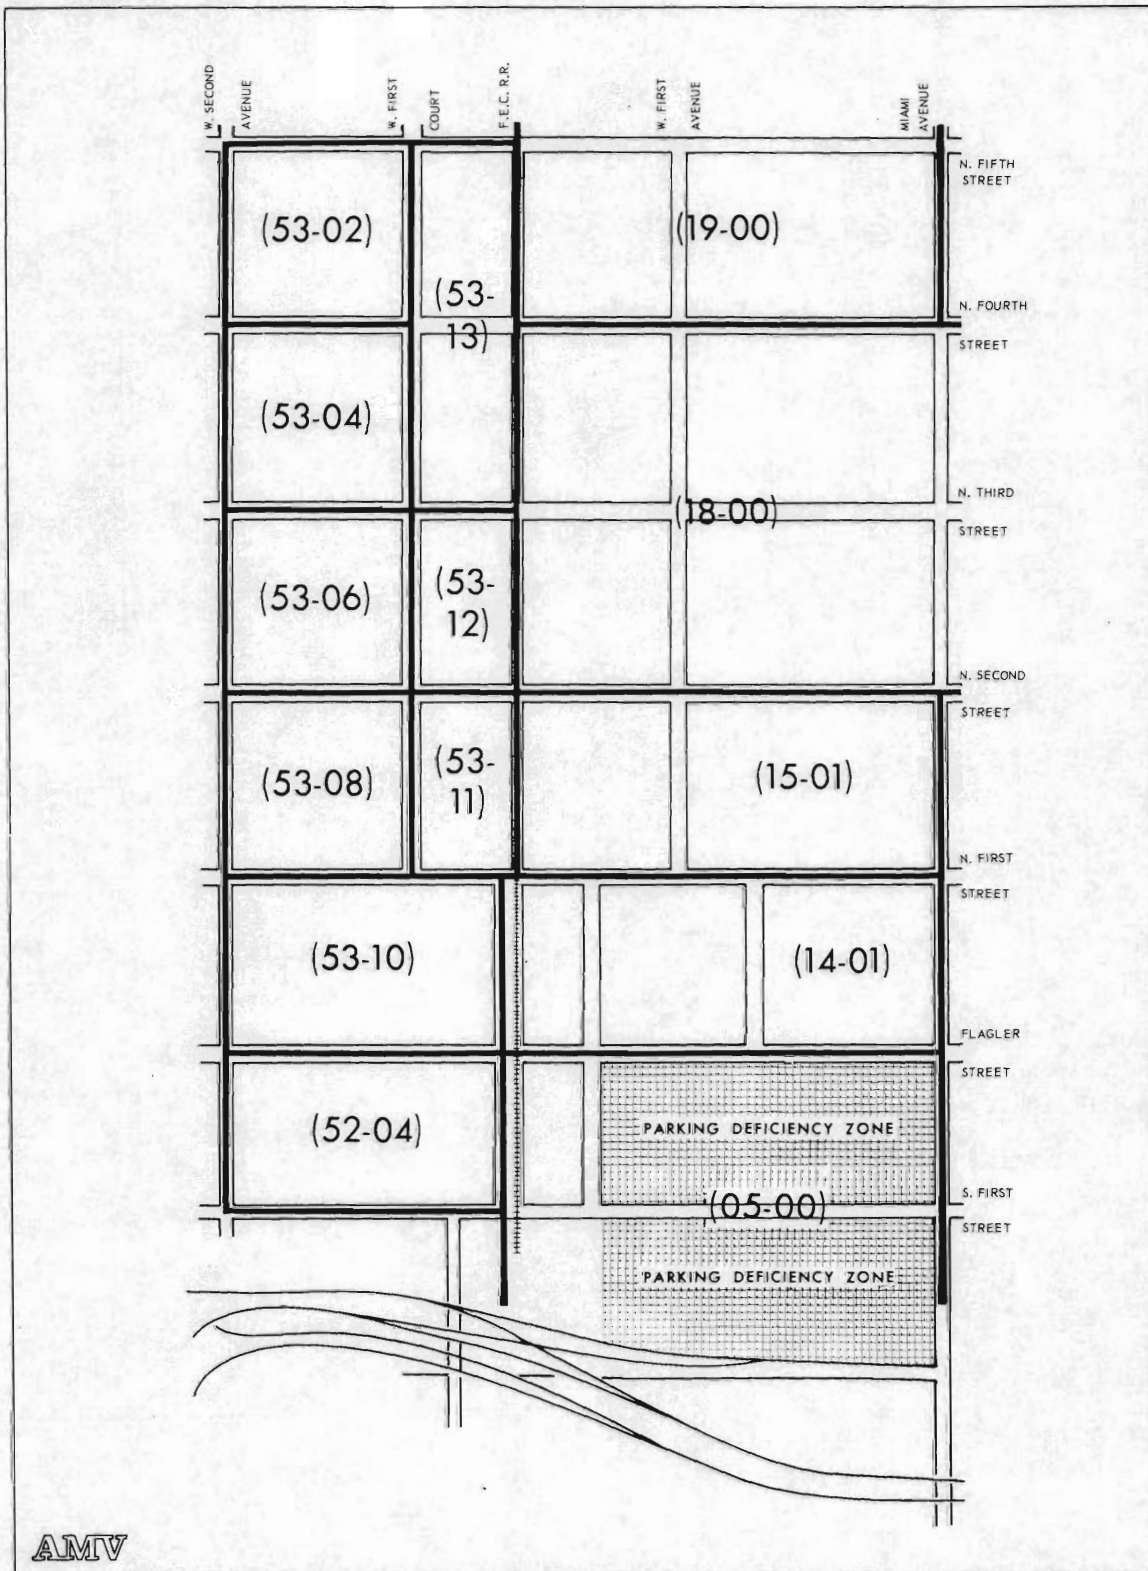 W. SECOND
AVENUE
W. FIRST
COURT
F.E.C. R.R.
W. FIRST
AVENUE
MIAMI
AVENUE
N. FIFTH
STREET
(53-02)
(19-00)
(53-
13)
N. FOURTH
STREET
(53-04)
N. THIRD
(18-00)
STREET
(53-06)
(53-
12)
N. SECOND
STREET
(53-08)
(53-
11)
(15-01)
N. FIRST
STREET
(53-10)
(14-01)
FLAGLER
STREET
(52-04)
PARKING DEFICIENCY ZONE
S. FIRST
(05-00)
STREET
PARKING DEFICIENCY ZONE
AMV